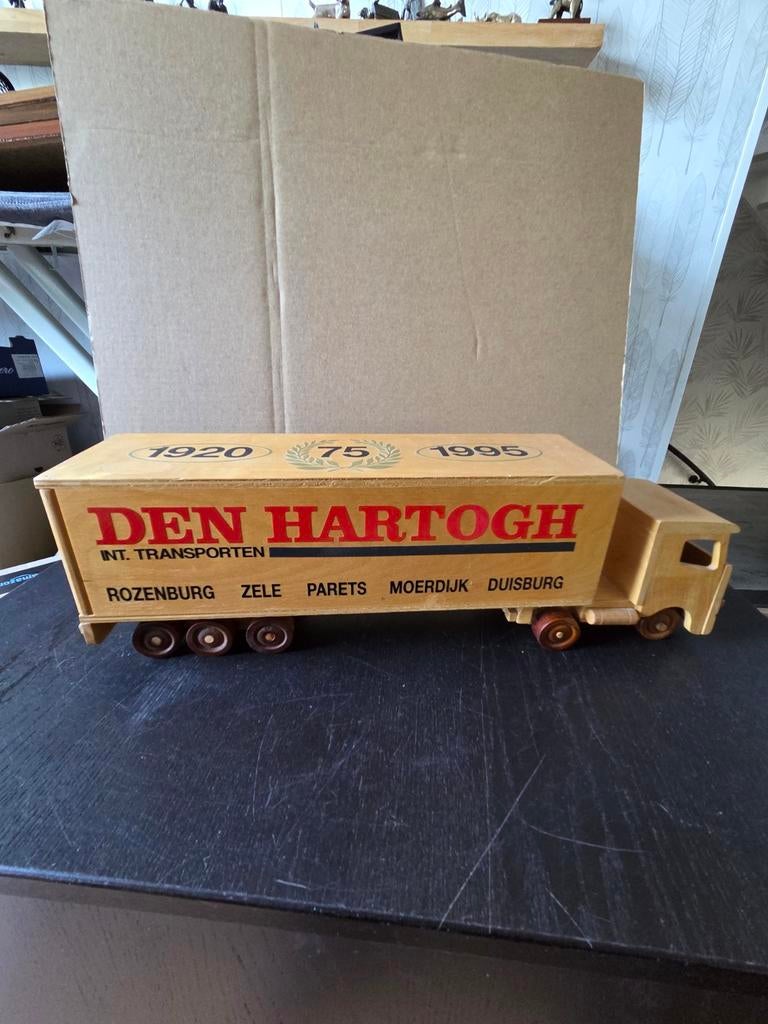 1920 75 1995
DEN HARTOGH
INT. TRANSPORTEN
ROZENBURG ZELE PARETS MOERDIJK DUISBURG